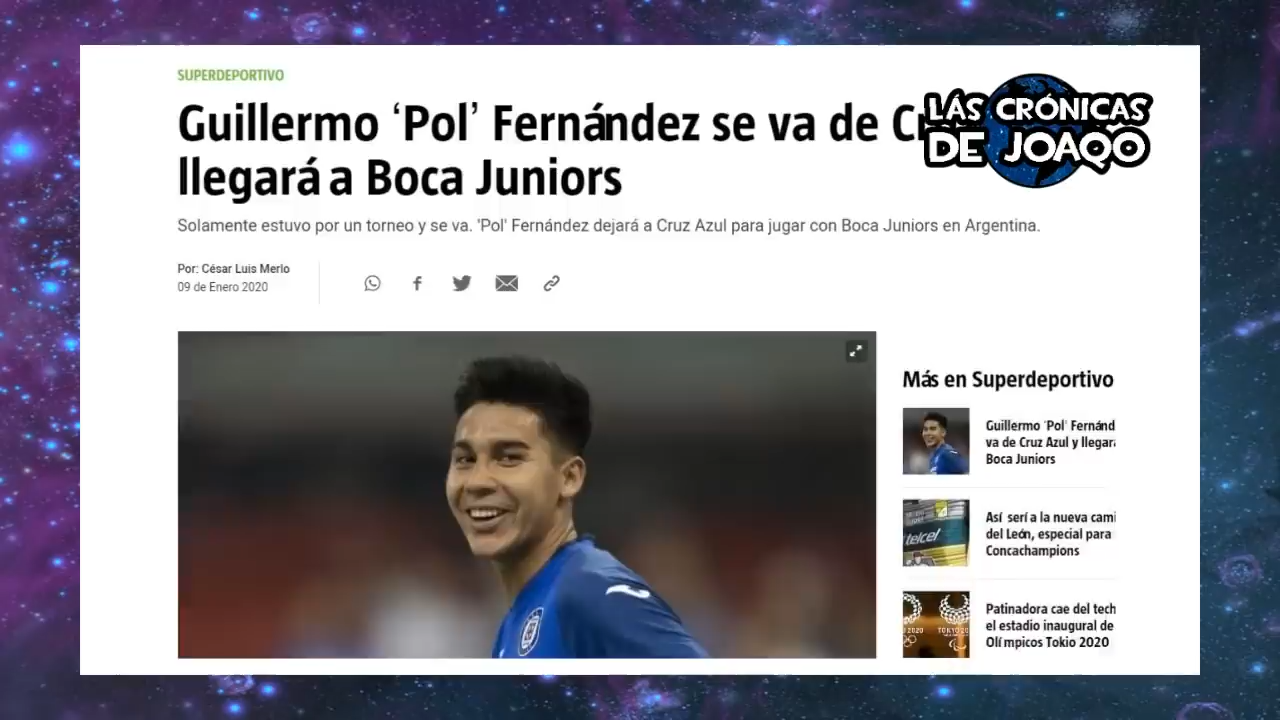 SUPERDEPORTIVO
Guillermo ‘Pol’ Fernández se va de
llegará a Boca Juniors
LAS CRÓNICAS
DE JOAQO
Solamente estuvo por un torneo y se va. 'Pol' Fernández dejará a Cruz Azul para jugar con Boca Juniors en Argentina.
Por: César Luis Merlo
09 de Enero 2020
Más en Superdeportivo
Guillermo 'Pol' Fernánd
va de Cruz Azul y llegar
Boca Juniors
Así sería la nueva cami
del León, especial para
Concachampions
telcel
Patinadora cae del tech
el estadio inaugural de
Olímpicos Tokio 2020